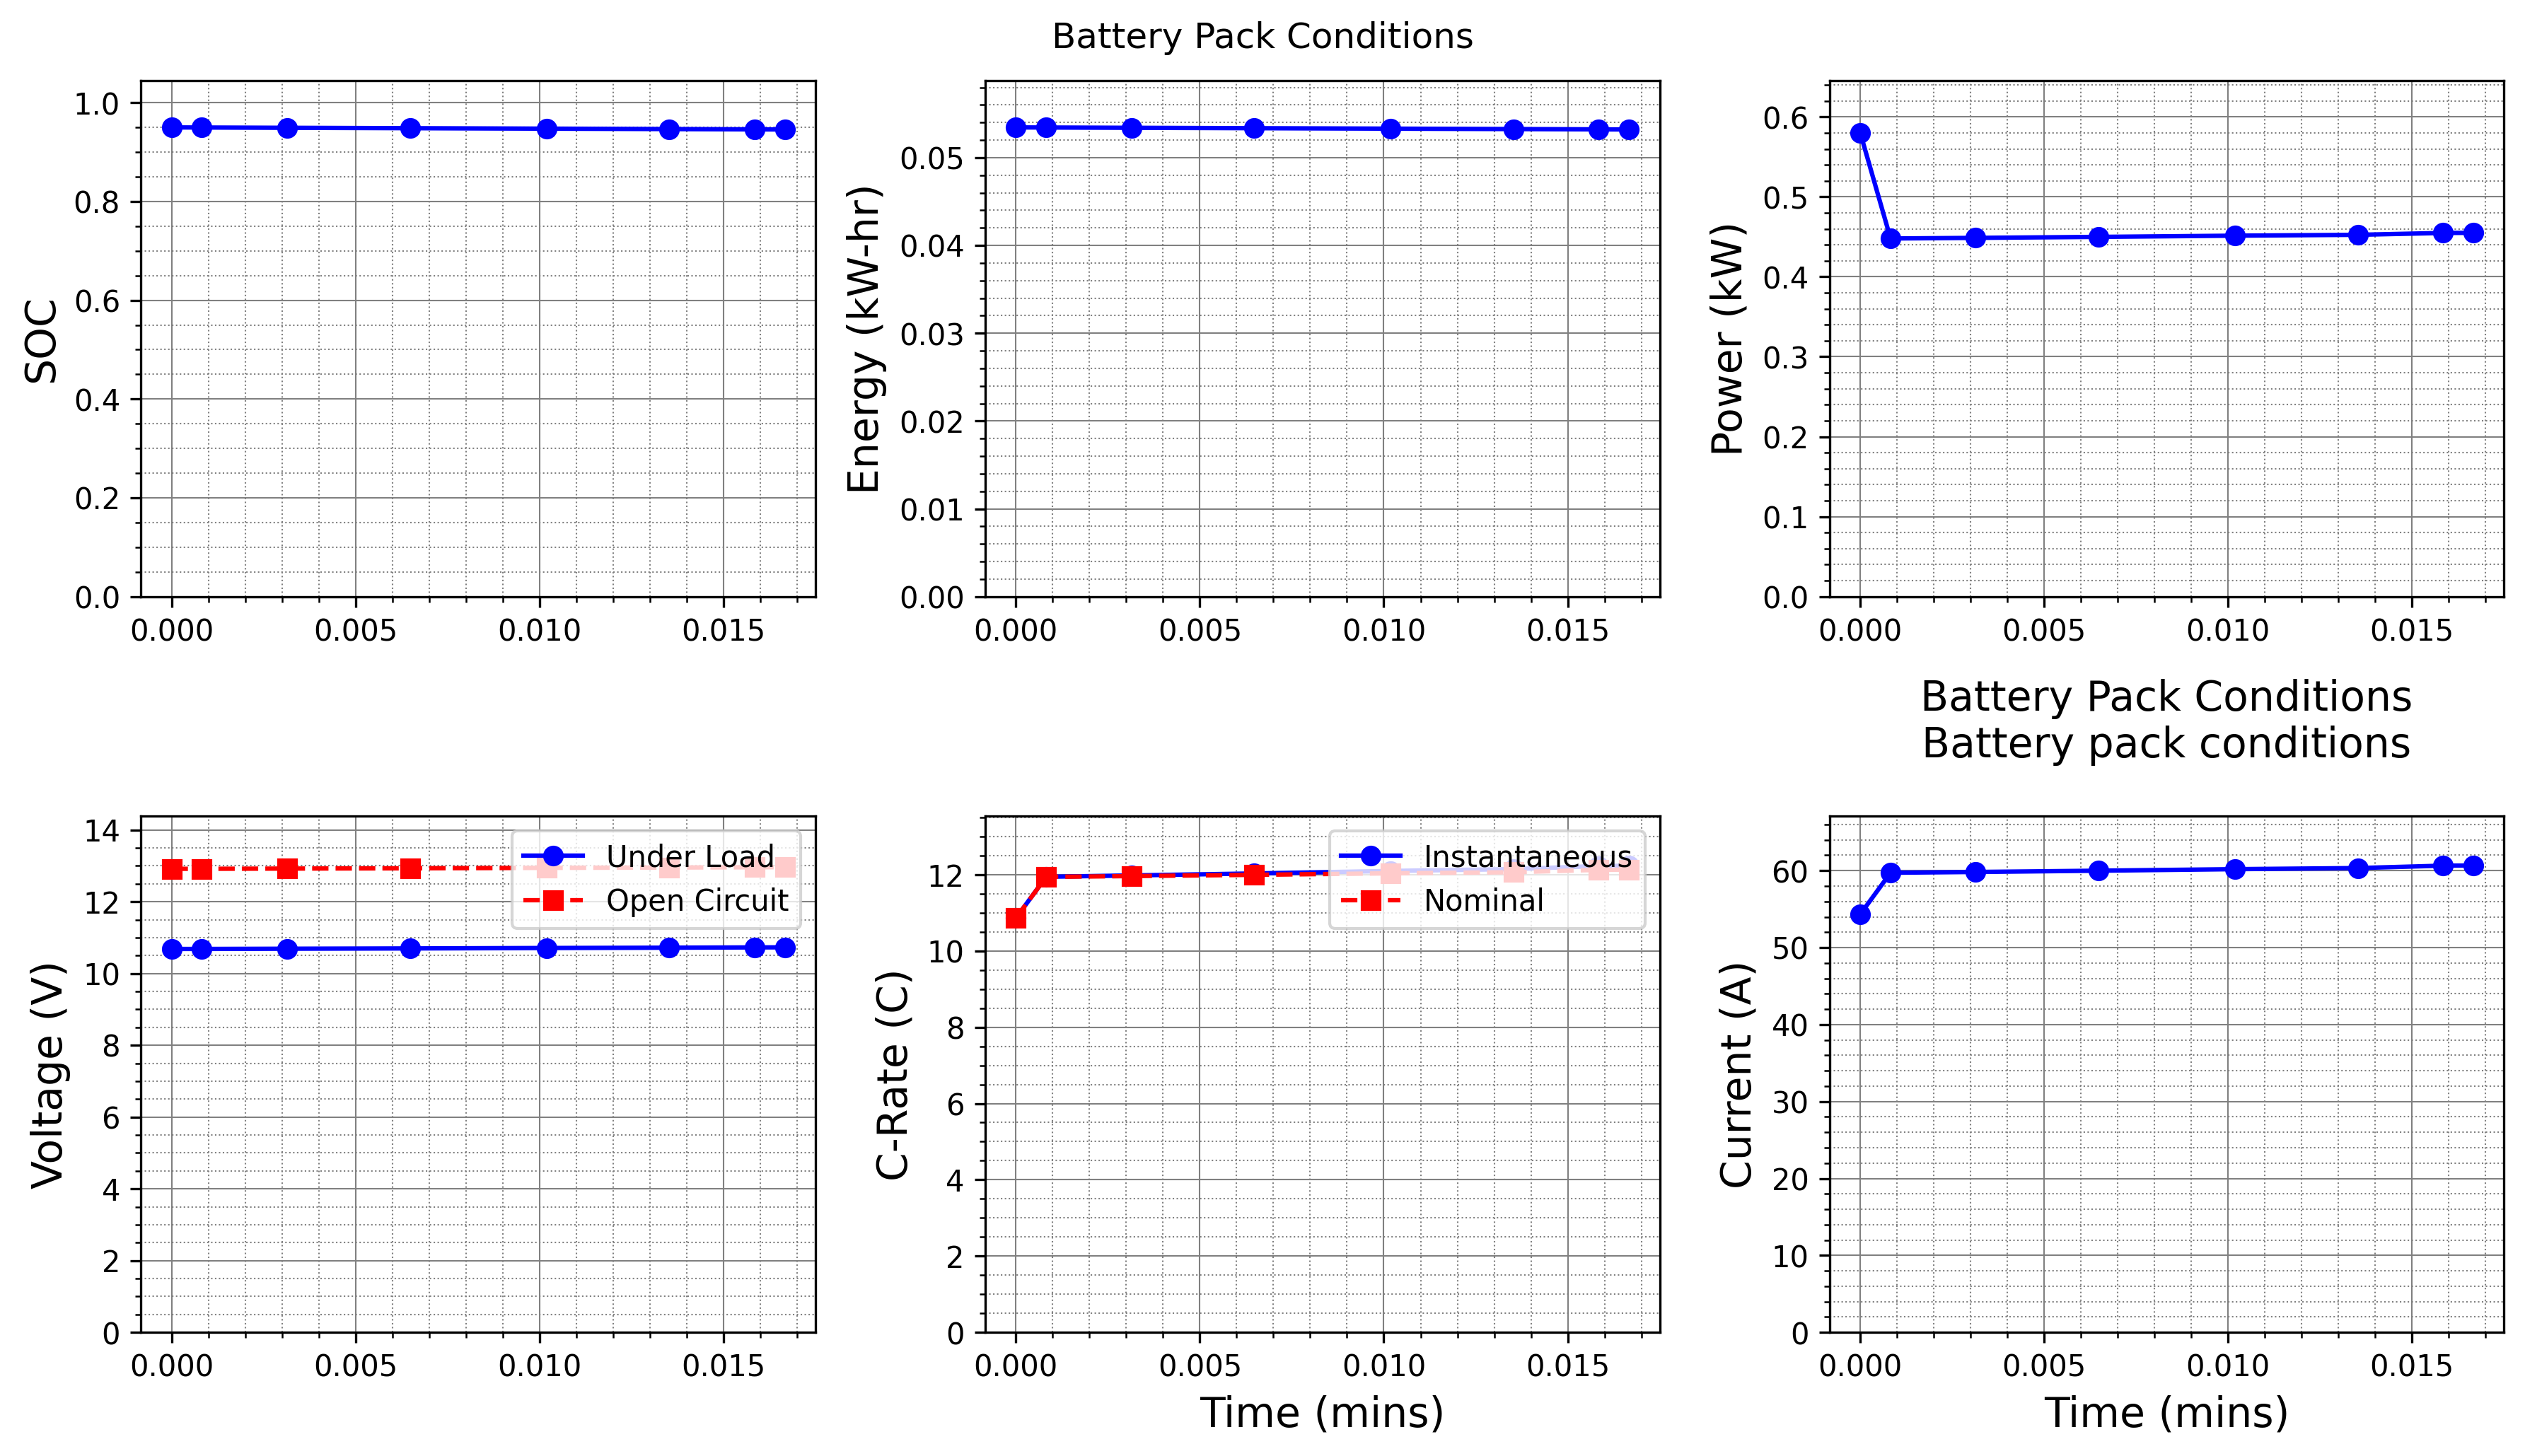 Battery Pack Conditions
SOC
1.0
0.8
0.6
0.4
0.2
0.0
0.000 0.005 0.010 0.015
Energy (kW-hr)
0.05
0.04
0.03
0.02
0.01
0.00
0.000 0.005 0.010 0.015
Power (kW)
0.6
0.5
0.4
0.3
0.2
0.1
0.0
0.000 0.005 0.010 0.015
Battery Pack Conditions
Battery pack conditions
Voltage (V)
14
12
10
8
6
4
2
0
Under Load
Open Circuit
0.000 0.005 0.010 0.015
C-Rate (C)
12
10
8
6
4
2
0
Instantaneous
Nominal
0.000 0.005 0.010 0.015
Time (mins)
Current (A)
60
50
40
30
20
10
0
0.000 0.005 0.010 0.015
Time (mins)